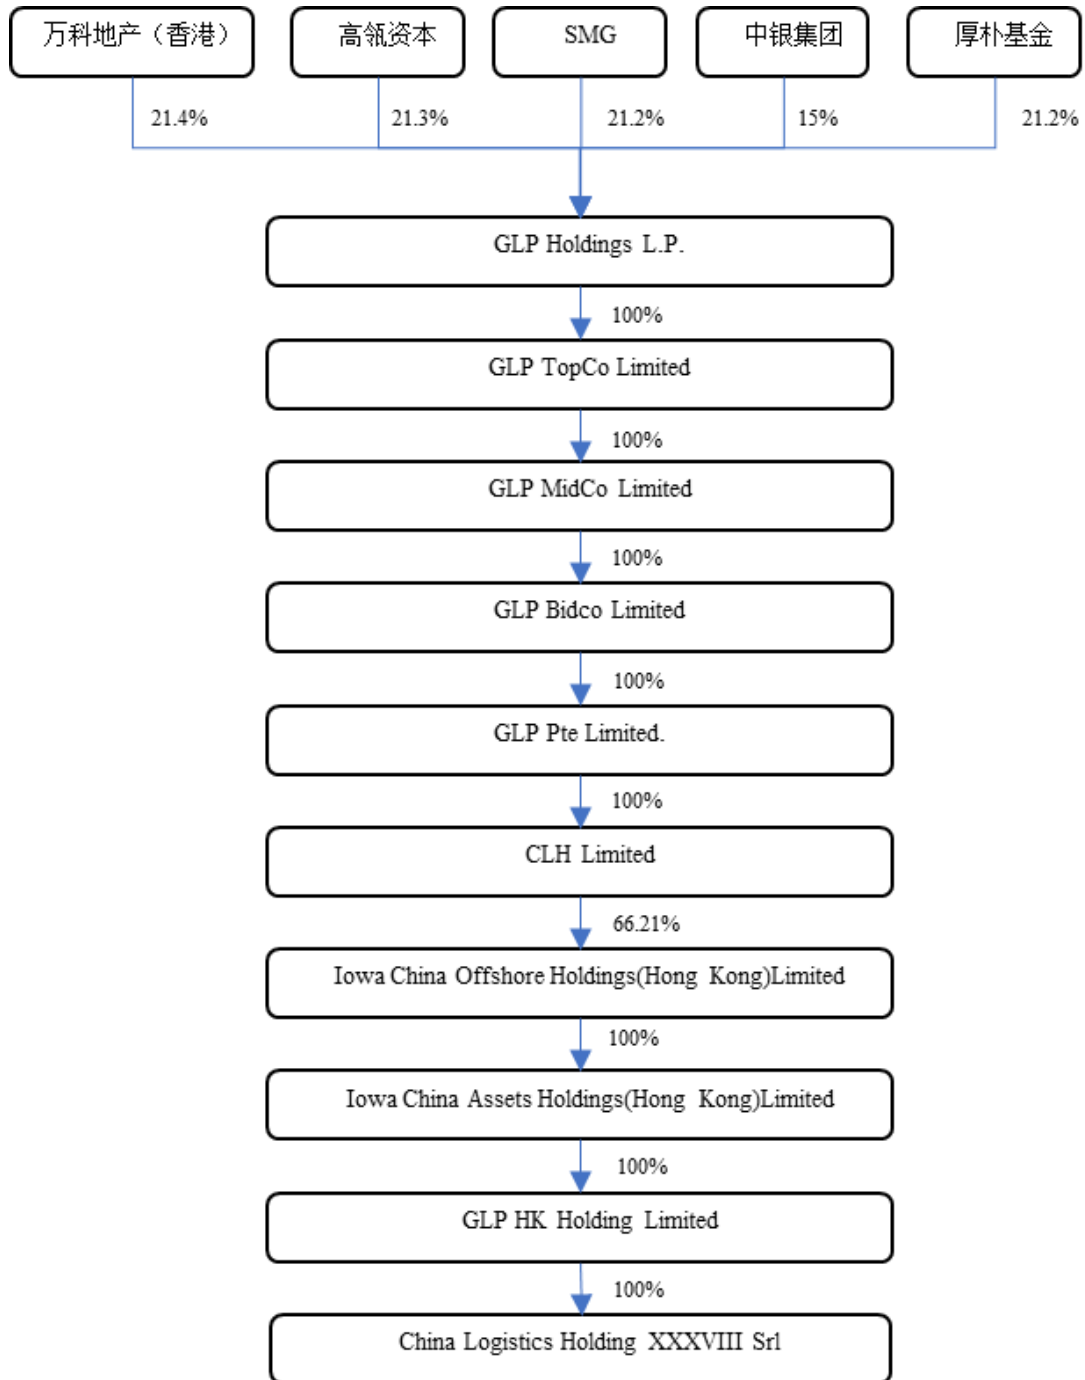 万科地产（香港）
高瓴资本
SMG
中银集团
厚朴基金
21.4%
21.3%
21.2%
15%
21.2%
GLP Holdings L.P.
100%
GLP TopCo Limited
100%
GLP MidCo Limited
100%
GLP Bidco Limited
100%
GLP Pte Limited.
100%
CLH Limited
66.21%
Iowa China Offshore Holdings(Hong Kong)Limited
100%
Iowa China Assets Holdings(Hong Kong)Limited
100%
GLP HK Holding Limited
100%
China Logistics Holding XXXVIII Srl